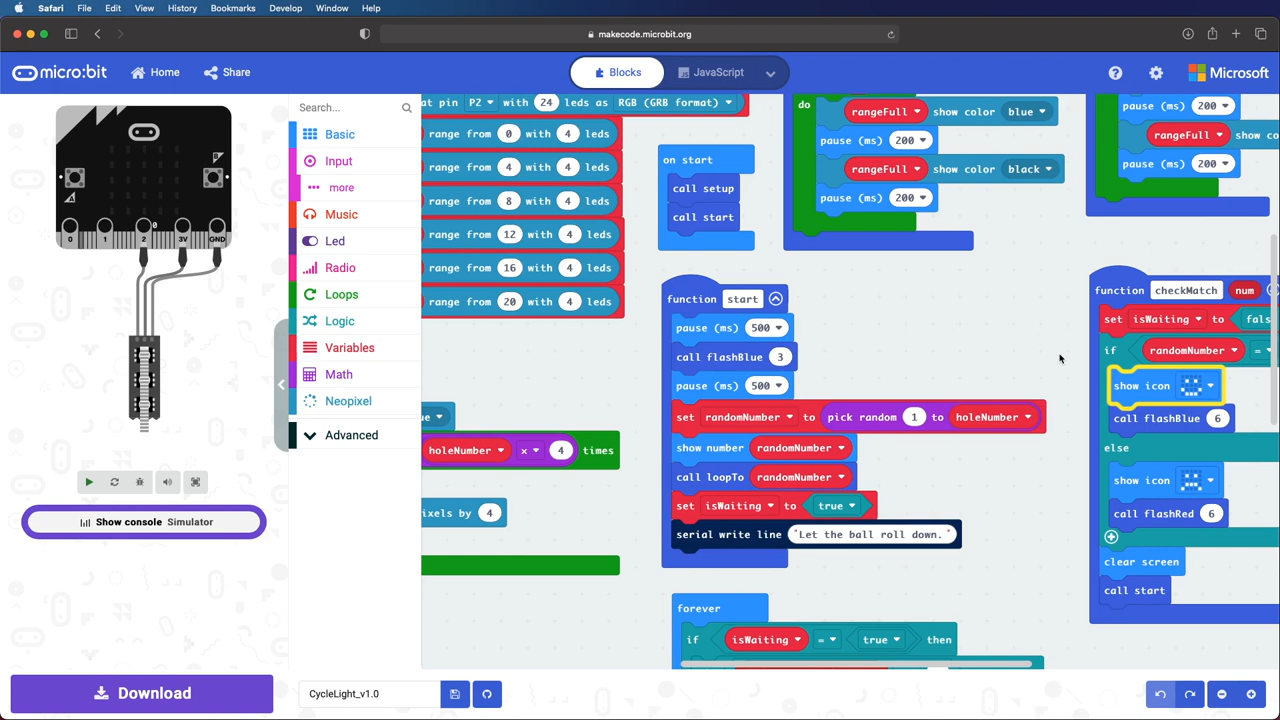 Safari File Edit View History Bookmarks Develop Window Help
makecode.microbit.org
micro:bit Home Share Blocks JavaScript Microsoft
Search...
Basic
Input
more
Music
Led
Radio
Loops
Logic
Variables
Math
Neopixel
Advanced
A
B
0
0 1 2 3V GND
Show console Simulator
Download
CycleLight_v1.0
at pin P2 with 24 leds as RGB (GRB format)
range from 0 with 4 leds
range from 4 with 4 leds
range from 8 with 4 leds
range from 12 with 4 leds
range from 16 with 4 leds
range from 20 with 4 leds
holeNumber × 4 times
ixels by 4
on start
call setup
call start
do
rangeFull show color blue
pause (ms) 200
rangeFull show color black
pause (ms) 200
pause (ms) 200
rangeFull show co
pause (ms) 200
function start
pause (ms) 500
call flashBlue 3
pause (ms) 500
set randomNumber to pick random 1 to holeNumber
show number randomNumber
call loopTo randomNumber
set isWaiting to true
serial write line "Let the ball roll down."
forever
if isWaiting = true then
function checkMatch num
set isWaiting to fals
if randomNumber =
show icon
call flashBlue 6
else
show icon
call flashRed 6
clear screen
call start